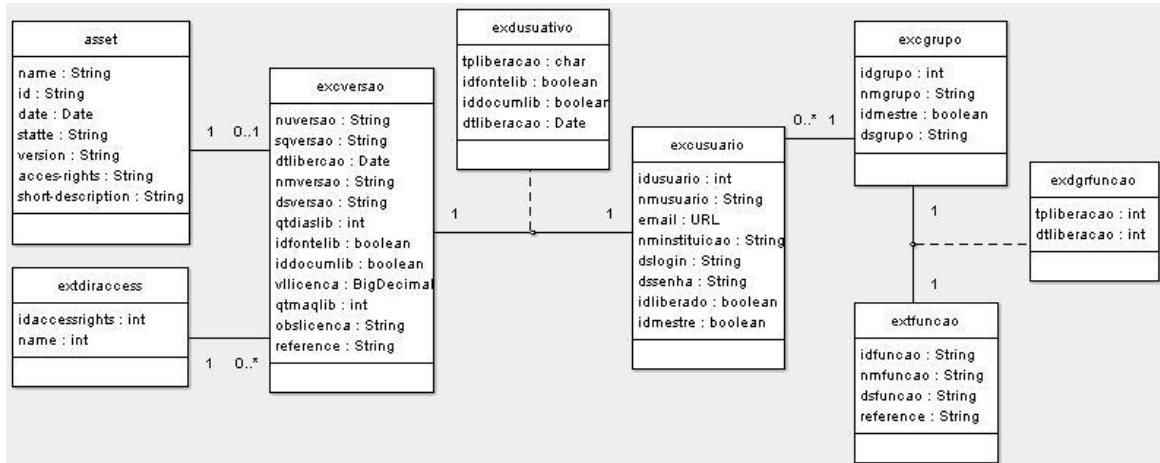 asset
name : String
id : String
date : Date
statte : String
version : String
acces-rights : String
short-description : String
1 0..1
extdiraccess
idaccessrights : int
name : int
1 0..*
excversao
nuversao : String
sqversao : String
dtlibercao : Date
nmversao : String
dsversao : String
qtdiaslib : int
idfontelib : boolean
iddocumlib : boolean
vllicenca : BigDecimal
qtmaqlib : int
obslicenca : String
reference : String
1 1
exdusuativo
tpliberacao : char
idfontelib : boolean
iddocumlib : boolean
dtliberacao : Date
excusuario
idusuario : int
nmusuario : String
email : URL
nminstituicao : String
dslogin : String
dssenha : String
idliberado : boolean
idmestre : boolean
0..* 1
excgrupo
idgrupo : int
nmgrupo : String
idmestre : boolean
dsgrupo : String
1
exdgrfuncao
tpliberacao : int
dtliberacao : int
1
extfuncao
idfuncao : String
nmfuncao : String
dsfuncao : String
reference : String